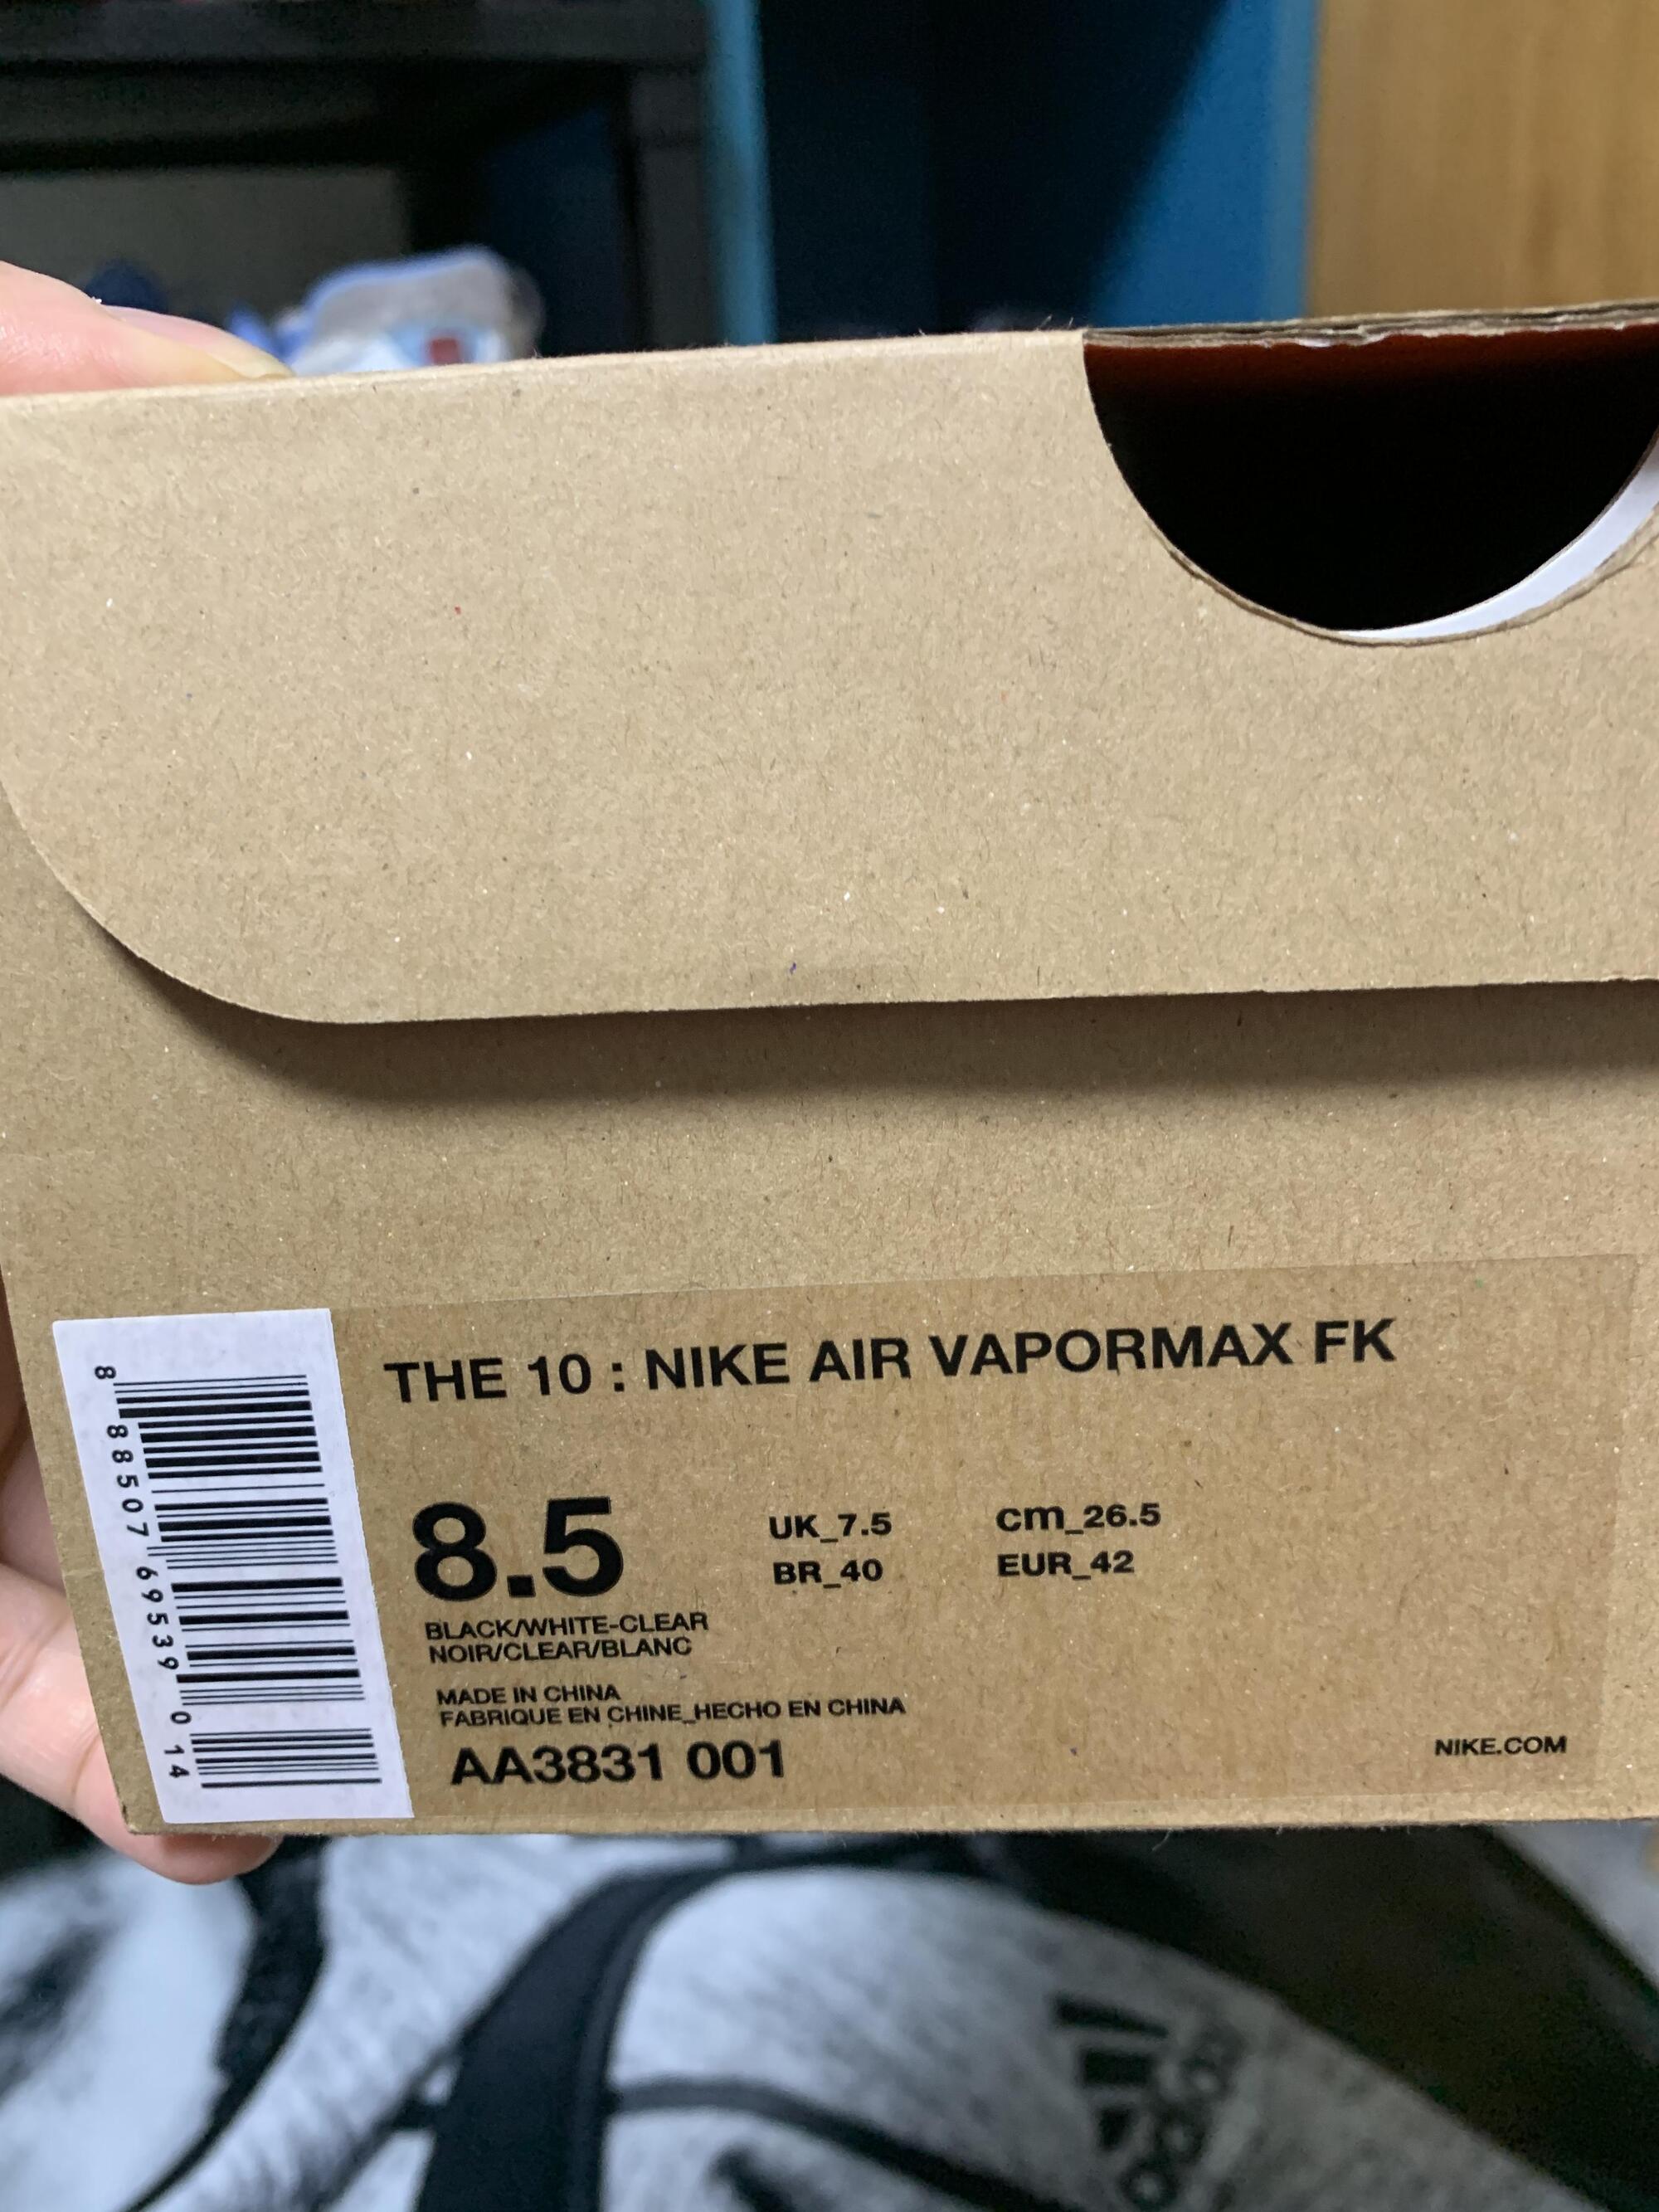 THE 10 : NIKE AIR VAPORMAX FK
8.5
UK_7.5
cm_26.5
BR_40
EUR_42
BLACK/WHITE-CLEAR
NOIR/CLEAR/BLANC
MADE IN CHINA
FABRIQUE EN CHINE_HECHO EN CHINA
AA3831 001
NIKE.COM
8 88507 69539 0 14
adidas